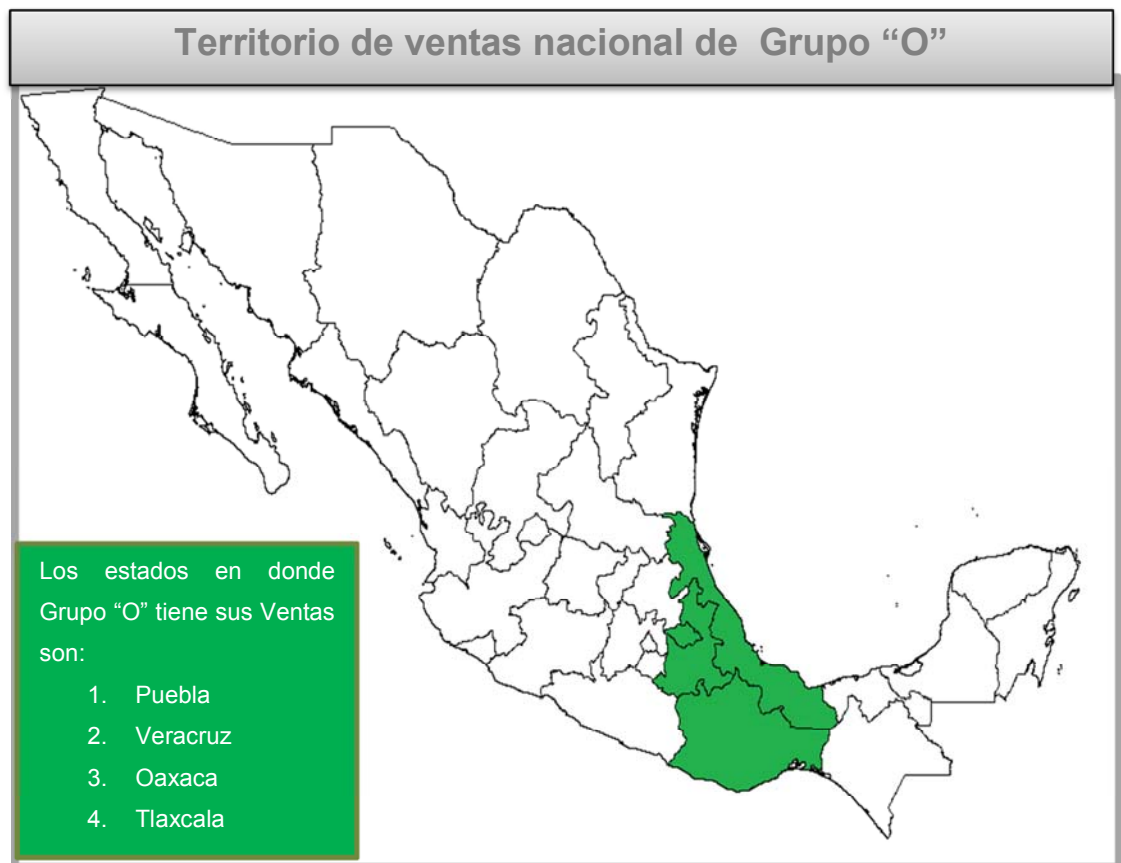 Territorio de ventas nacional de Grupo “O”
Los estados en donde
Grupo “O” tiene sus Ventas
son:
1. Puebla
2. Veracruz
3. Oaxaca
4. Tlaxcala